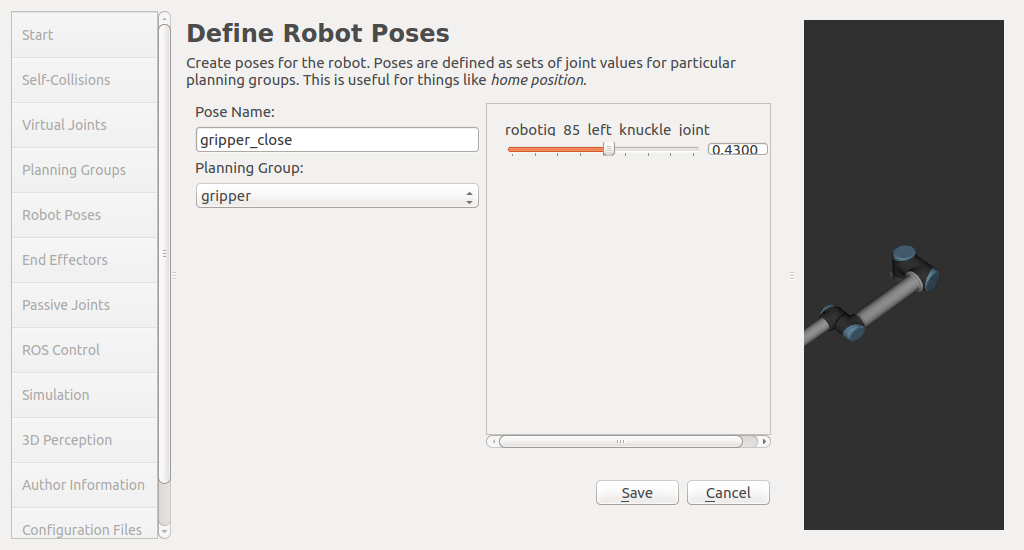 Start
Self-Collisions
Virtual Joints
Planning Groups
Robot Poses
End Effectors
Passive Joints
ROS Control
Simulation
3D Perception
Author Information
Configuration Files
Define Robot Poses
Create poses for the robot. Poses are defined as sets of joint values for particular
planning groups. This is useful for things like home position.
Pose Name:
gripper_close
Planning Group:
gripper
robotiq_85_left_knuckle_joint
0.4300
Save
Cancel